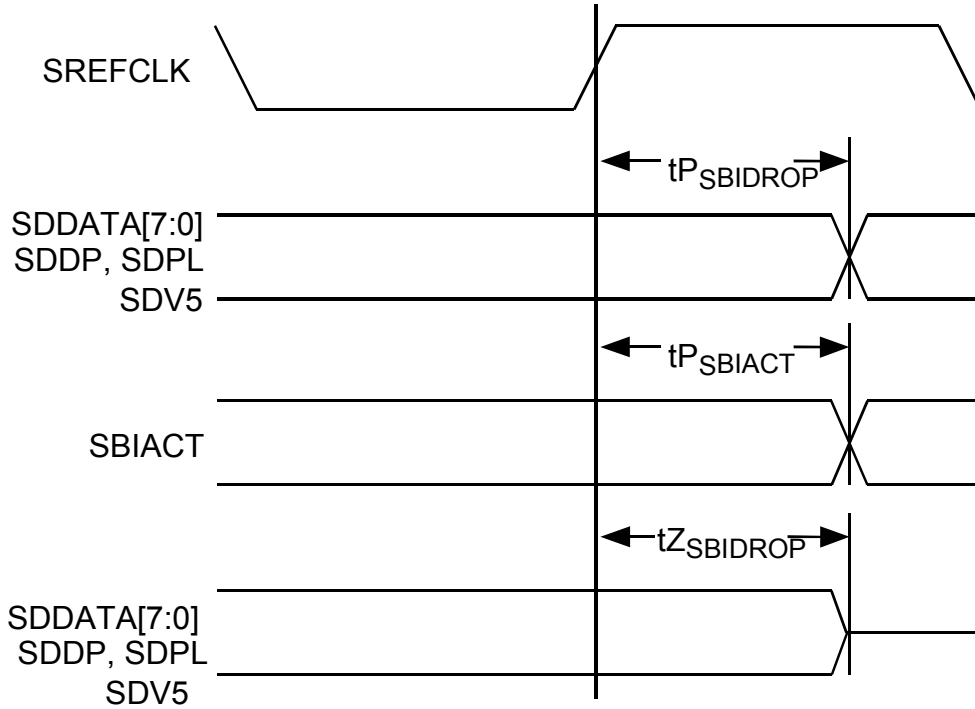 SREFCLK
tPSBIDROP
SDDATA[7:0]
SDDP, SDPL
SDV5
tPSBIACT
SBIACT
tZSBIDROP
SDDATA[7:0]
SDDP, SDPL
SDV5